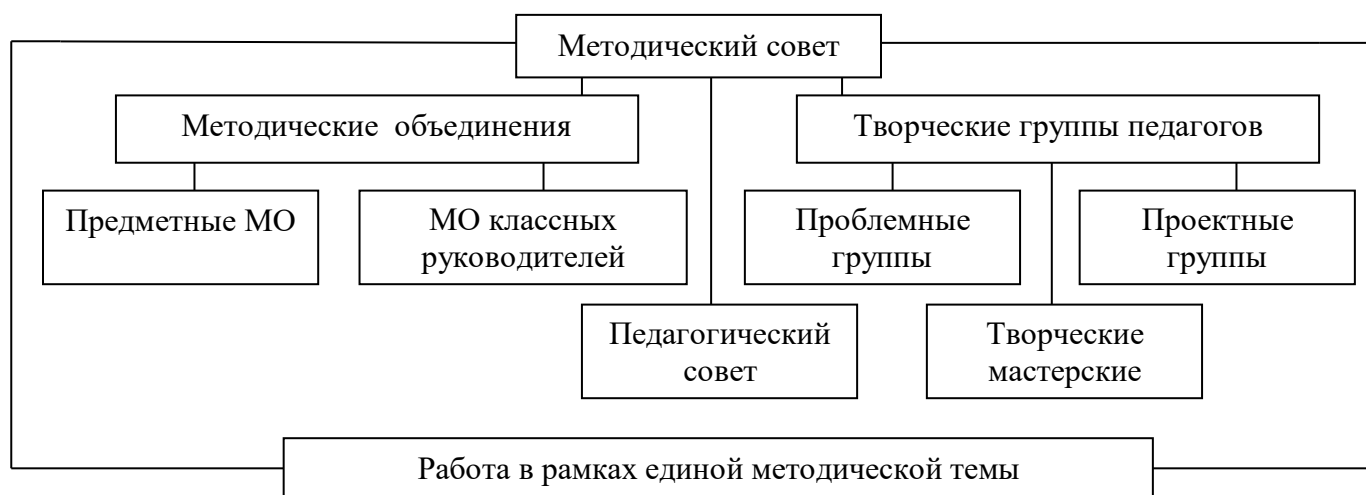 Методический совет
Методические объединения
Творческие группы педагогов
Предметные МО
МО классных
руководителей
Проблемные
группы
Проектные
группы
Педагогический
совет
Творческие
мастерские
Работа в рамках единой методической темы